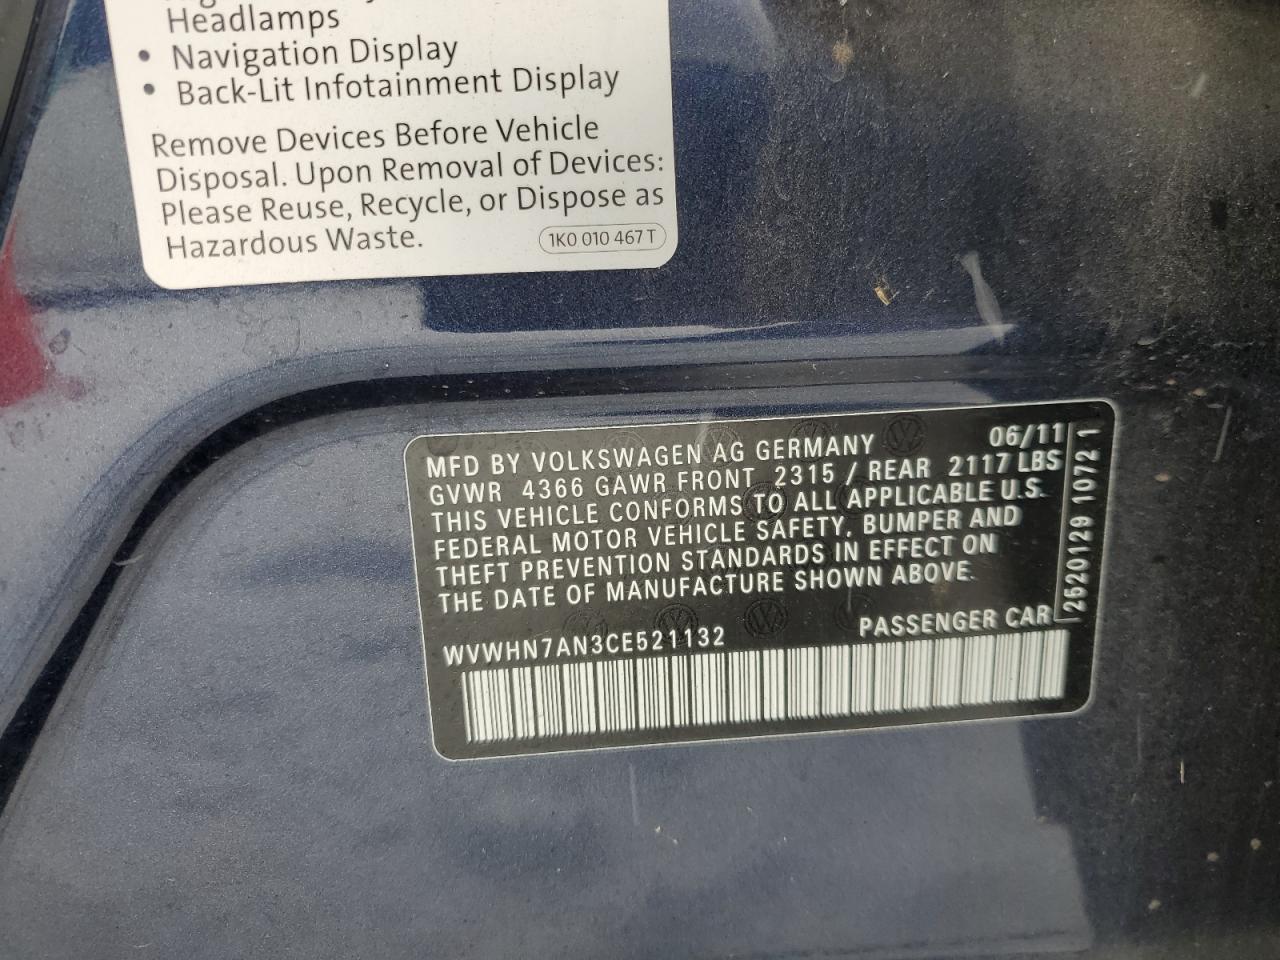 Headlamps
• Navigation Display
• Back-Lit Infotainment Display
Remove Devices Before Vehicle
Disposal. Upon Removal of Devices:
Please Reuse, Recycle, or Dispose as
Hazardous Waste.
1K0 010 467 T
MFD BY VOLKSWAGEN AG GERMANY 06/11
GVWR 4366 GAWR FRONT 2315 / REAR 2117 LBS
THIS VEHICLE CONFORMS TO ALL APPLICABLE U.S.
FEDERAL MOTOR VEHICLE SAFETY, BUMPER AND
THEFT PREVENTION STANDARDS IN EFFECT ON
THE DATE OF MANUFACTURE SHOWN ABOVE.
PASSENGER CAR
WVWHN7AN3CE521132
2620129 1072 1